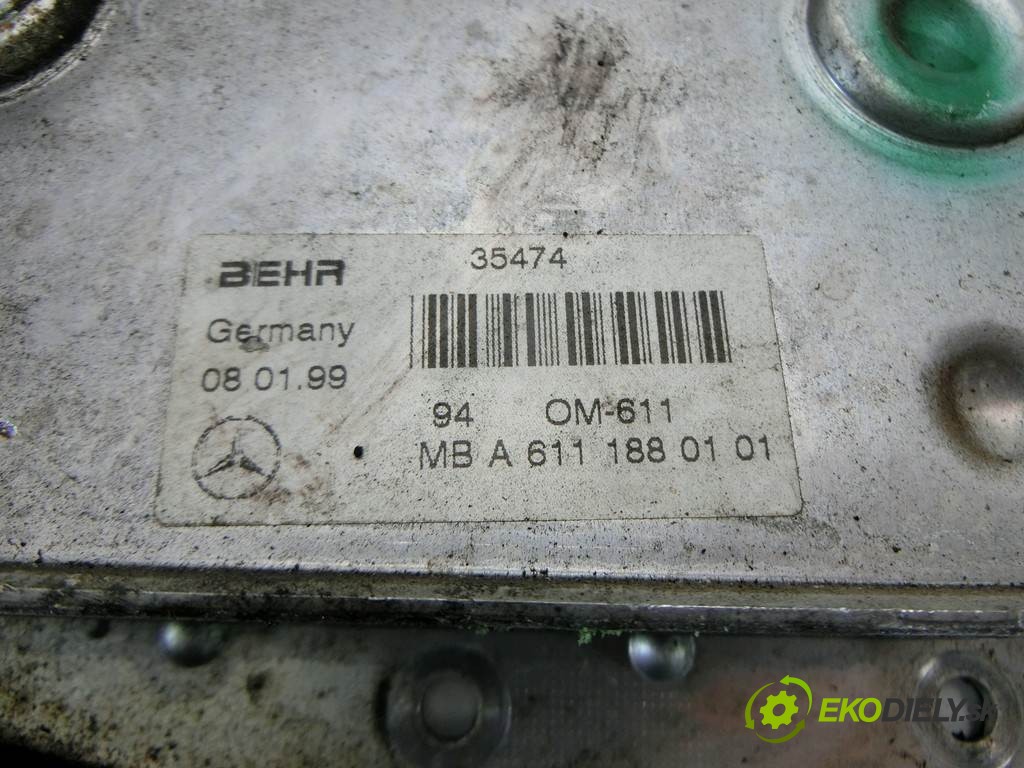 BEHR 35474
Germany
08 01.99
94 OM-611
MB A 611 188 01 01
EKODIELY.SK